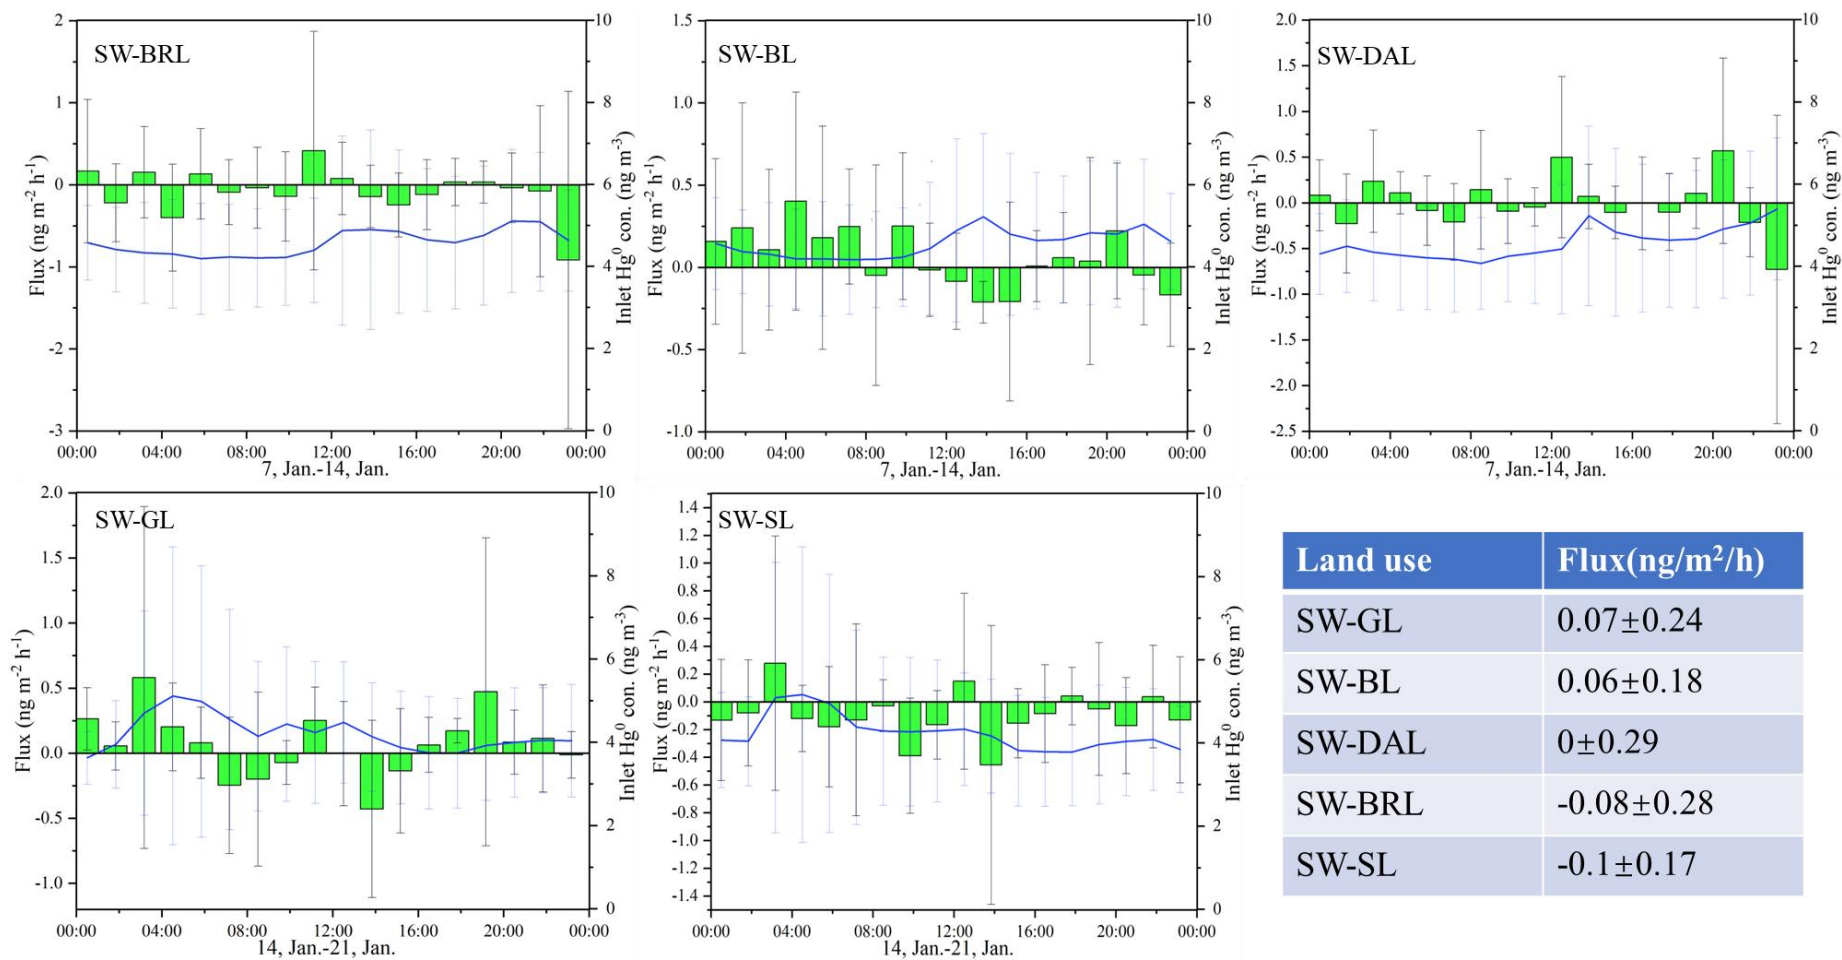 SW-BRL
Flux (ng m⁻² h⁻¹)
2
1
0
-1
-2
-3
10
8
6
4
2
0
Inlet Hg⁰ con. (ng m⁻³)
00:00 04:00 08:00 12:00 16:00 20:00 00:00
7, Jan.-14, Jan.
SW-BL
Flux (ng m⁻² h⁻¹)
1.5
1.0
0.5
0.0
-0.5
-1.0
10
8
6
4
2
0
Inlet Hg⁰ con. (ng m⁻³)
00:00 04:00 08:00 12:00 16:00 20:00 00:00
7, Jan.-14, Jan.
SW-DAL
Flux (ng m⁻² h⁻¹)
2.0
1.5
1.0
0.5
0.0
-0.5
-1.0
-1.5
-2.0
-2.5
10
8
6
4
2
0
Inlet Hg⁰ con. (ng m⁻³)
00:00 04:00 08:00 12:00 16:00 20:00 00:00
7, Jan.-14, Jan.
SW-GL
Flux (ng m⁻² h⁻¹)
2.0
1.5
1.0
0.5
0.0
-0.5
-1.0
10
8
6
4
2
0
Inlet Hg⁰ con. (ng m⁻³)
00:00 04:00 08:00 12:00 16:00 20:00 00:00
14, Jan.-21, Jan.
SW-SL
Flux (ng m⁻² h⁻¹)
1.4
1.2
1.0
0.8
0.6
0.4
0.2
0.0
-0.2
-0.4
-0.6
-0.8
-1.0
-1.2
-1.4
10
8
6
4
2
0
Inlet Hg⁰ con. (ng m⁻³)
00:00 04:00 08:00 12:00 16:00 20:00 00:00
14, Jan.-21, Jan.
Land use Flux(ng/m²/h)
SW-GL 0.07±0.24
SW-BL 0.06±0.18
SW-DAL 0±0.29
SW-BRL -0.08±0.28
SW-SL -0.1±0.17